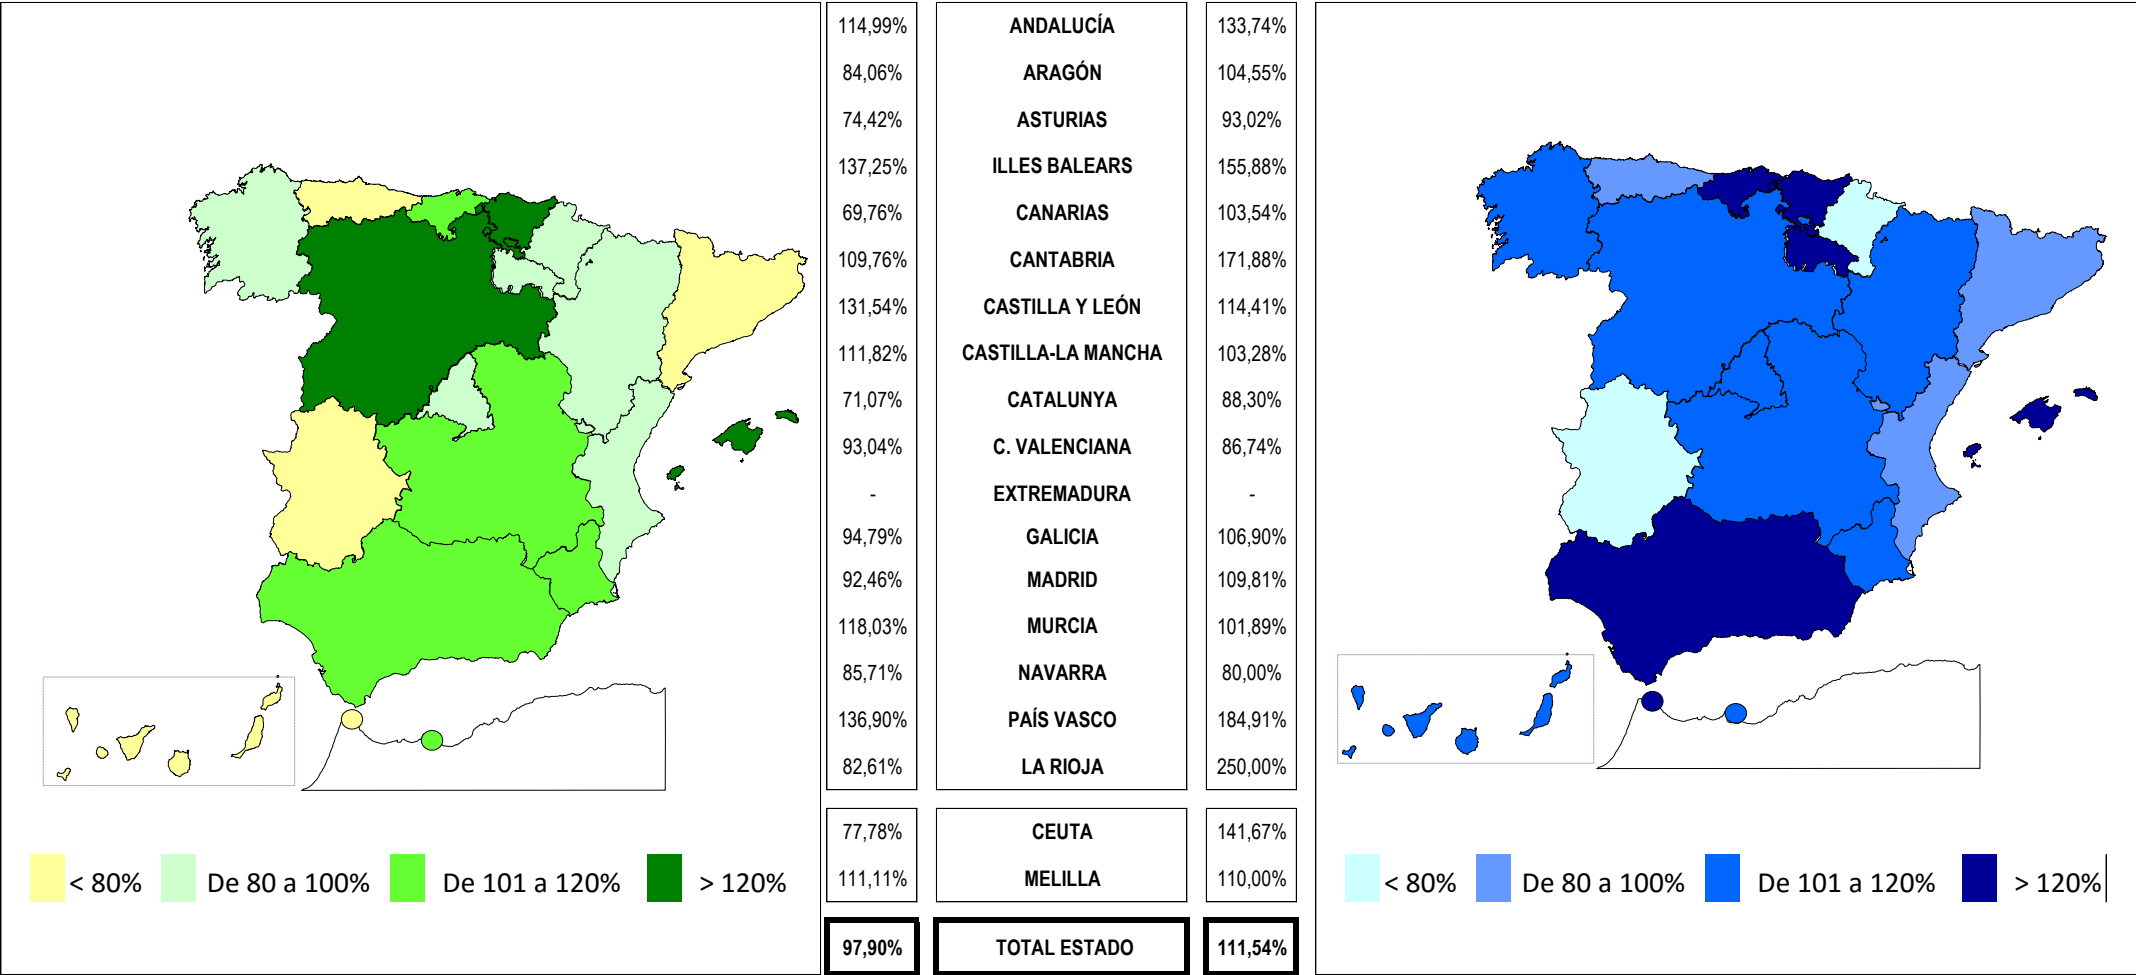 114,99% ANDALUCÍA 133,74%
84,06% ARAGÓN 104,55%
74,42% ASTURIAS 93,02%
137,25% ILLES BALEARS 155,88%
69,76% CANARIAS 103,54%
109,76% CANTABRIA 171,88%
131,54% CASTILLA Y LEÓN 114,41%
111,82% CASTILLA-LA MANCHA 103,28%
71,07% CATALUNYA 88,30%
93,04% C. VALENCIANA 86,74%
- EXTREMADURA -
94,79% GALICIA 106,90%
92,46% MADRID 109,81%
118,03% MURCIA 101,89%
85,71% NAVARRA 80,00%
136,90% PAÍS VASCO 184,91%
82,61% LA RIOJA 250,00%
77,78% CEUTA 141,67%
111,11% MELILLA 110,00%
97,90% TOTAL ESTADO 111,54%
< 80% De 80 a 100% De 101 a 120% > 120%
< 80% De 80 a 100% De 101 a 120% > 120%